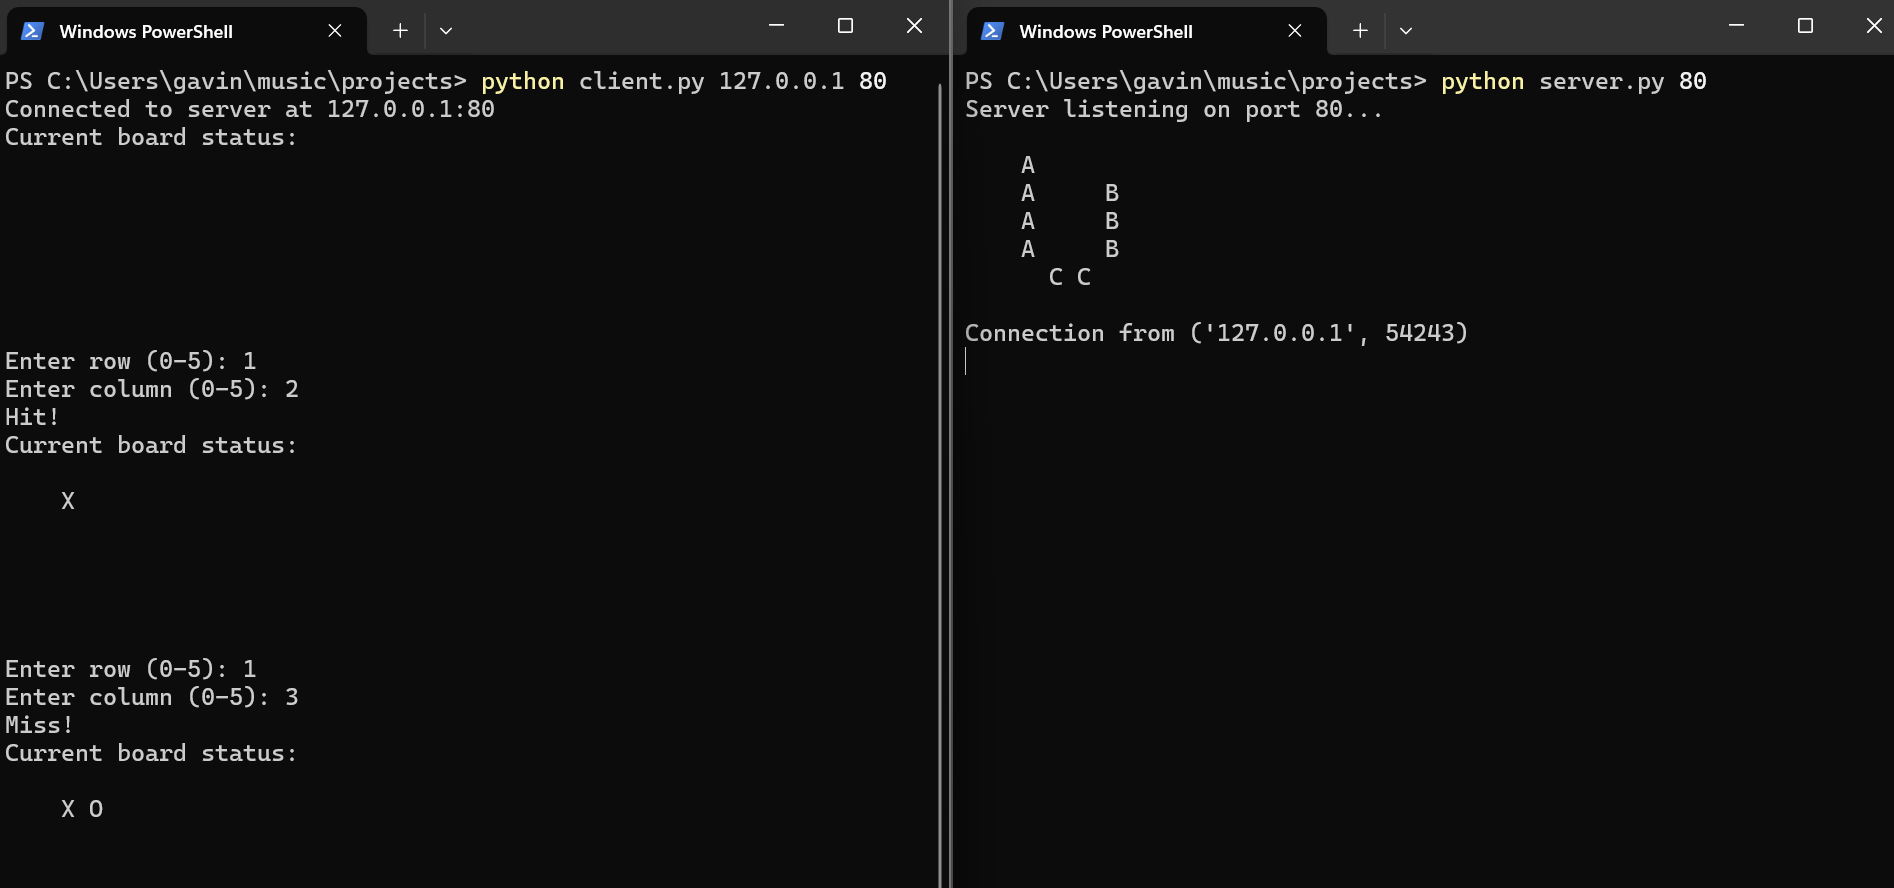 Windows PowerShell
PS C:\Users\gavin\music\projects> python client.py 127.0.0.1 80
Connected to server at 127.0.0.1:80
Current board status:
Enter row (0-5): 1
Enter column (0-5): 2
Hit!
Current board status:
X
Enter row (0-5): 1
Enter column (0-5): 3
Miss!
Current board status:
X O
Windows PowerShell
PS C:\Users\gavin\music\projects> python server.py 80
Server listening on port 80...
A
A B
A B
A B
C C
Connection from ('127.0.0.1', 54243)